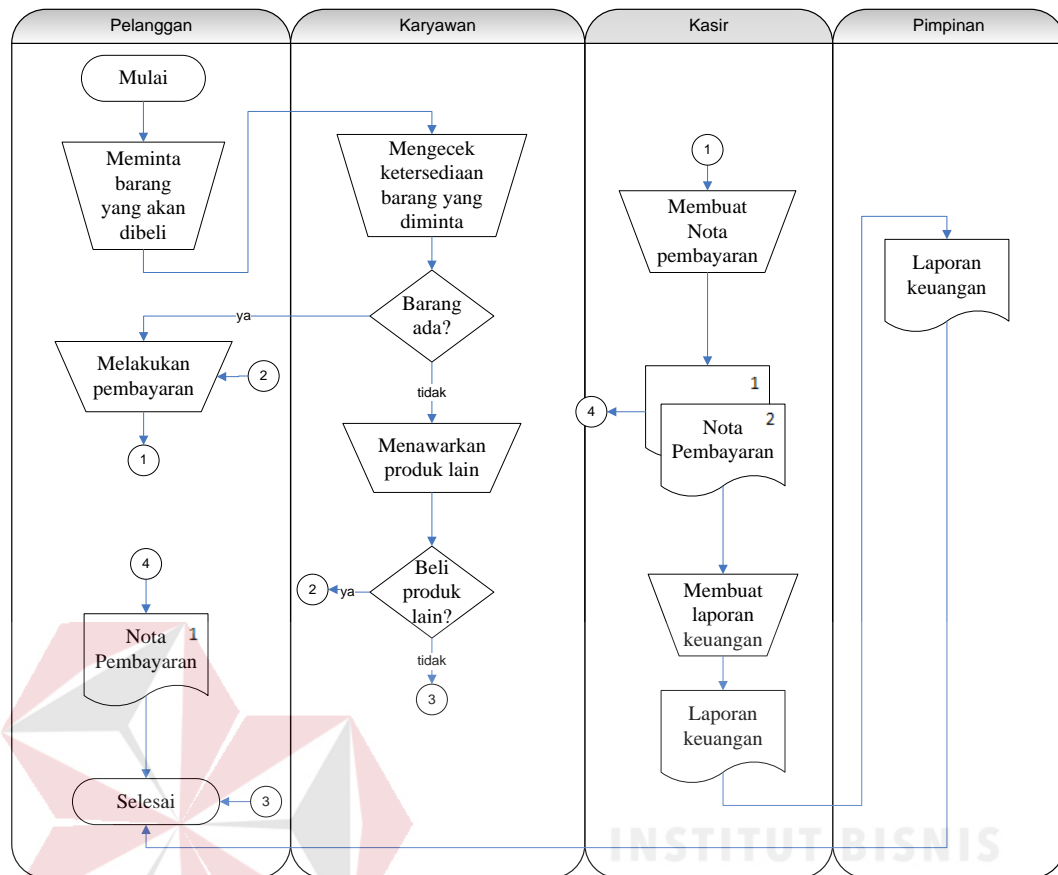 Pelanggan
Karyawan
Kasir
Pimpinan
Mulai
Meminta
barang
yang akan
dibeli
ya
Melakukan
pembayaran
2
1
4
Nota 1
Pembayaran
Selesai
3
Mengecek
ketersediaan
barang yang
diminta
Barang
ada?
tidak
Menawarkan
produk lain
Beli
produk
lain?
ya
2
tidak
3
1
Membuat
Nota
pembayaran
1
4
Nota 2
Pembayaran
Membuat
laporan
keuangan
Laporan
keuangan
Laporan
keuangan
INSTITUT BISNIS